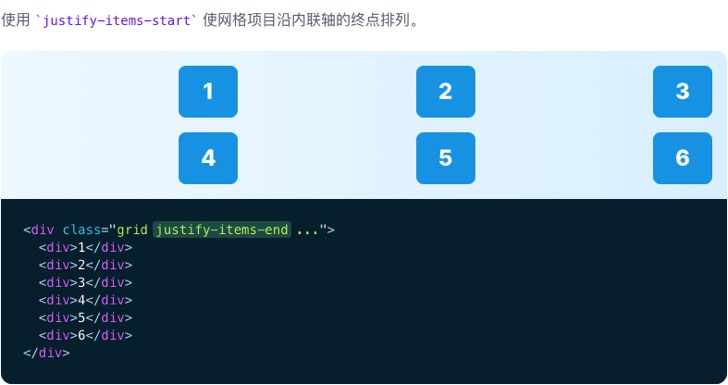 使用 `justify-items-start` 使网格项目沿内联轴的终点排列。
1 2 3
4 5 6
<div class="grid justify-items-end ...">
  <div>1</div>
  <div>2</div>
  <div>3</div>
  <div>4</div>
  <div>5</div>
  <div>6</div>
</div>